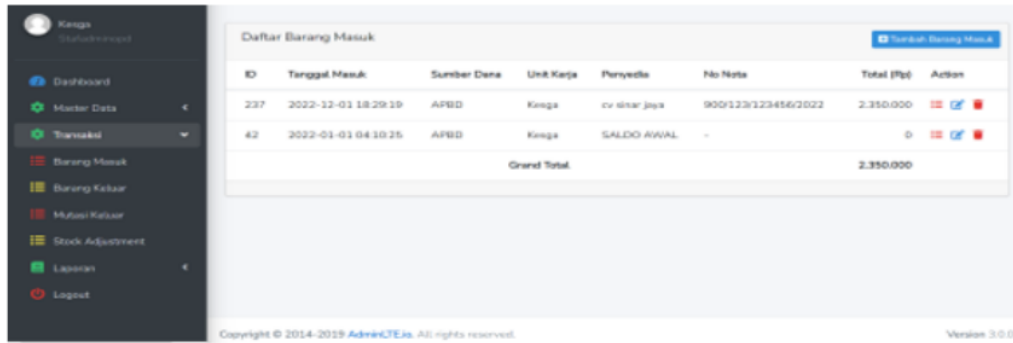 Kenga
Daftar Barang Masuk
Tambah Barang Masuk
ID Tanggal Masuk Sumber Dana Unit Kerja Penyedia No Nota Total (Rp) Action
237 2022-12-01 18:29:19 APBD Kenga cv sinar jaya 900/123/123456/2022 2.350.000
42 2022-01-01 04:10:25 APBD Kenga SALDO AWAL - 0
Grand Total 2.350.000
Dashboard
Master Data
Transaksi
Barang Masuk
Barang Keluar
Mutasi Keluar
Stock Adjustment
Laporan
Logout
Copyright © 2014-2019 AdminLTE.io. All rights reserved.
Version 3.0.0